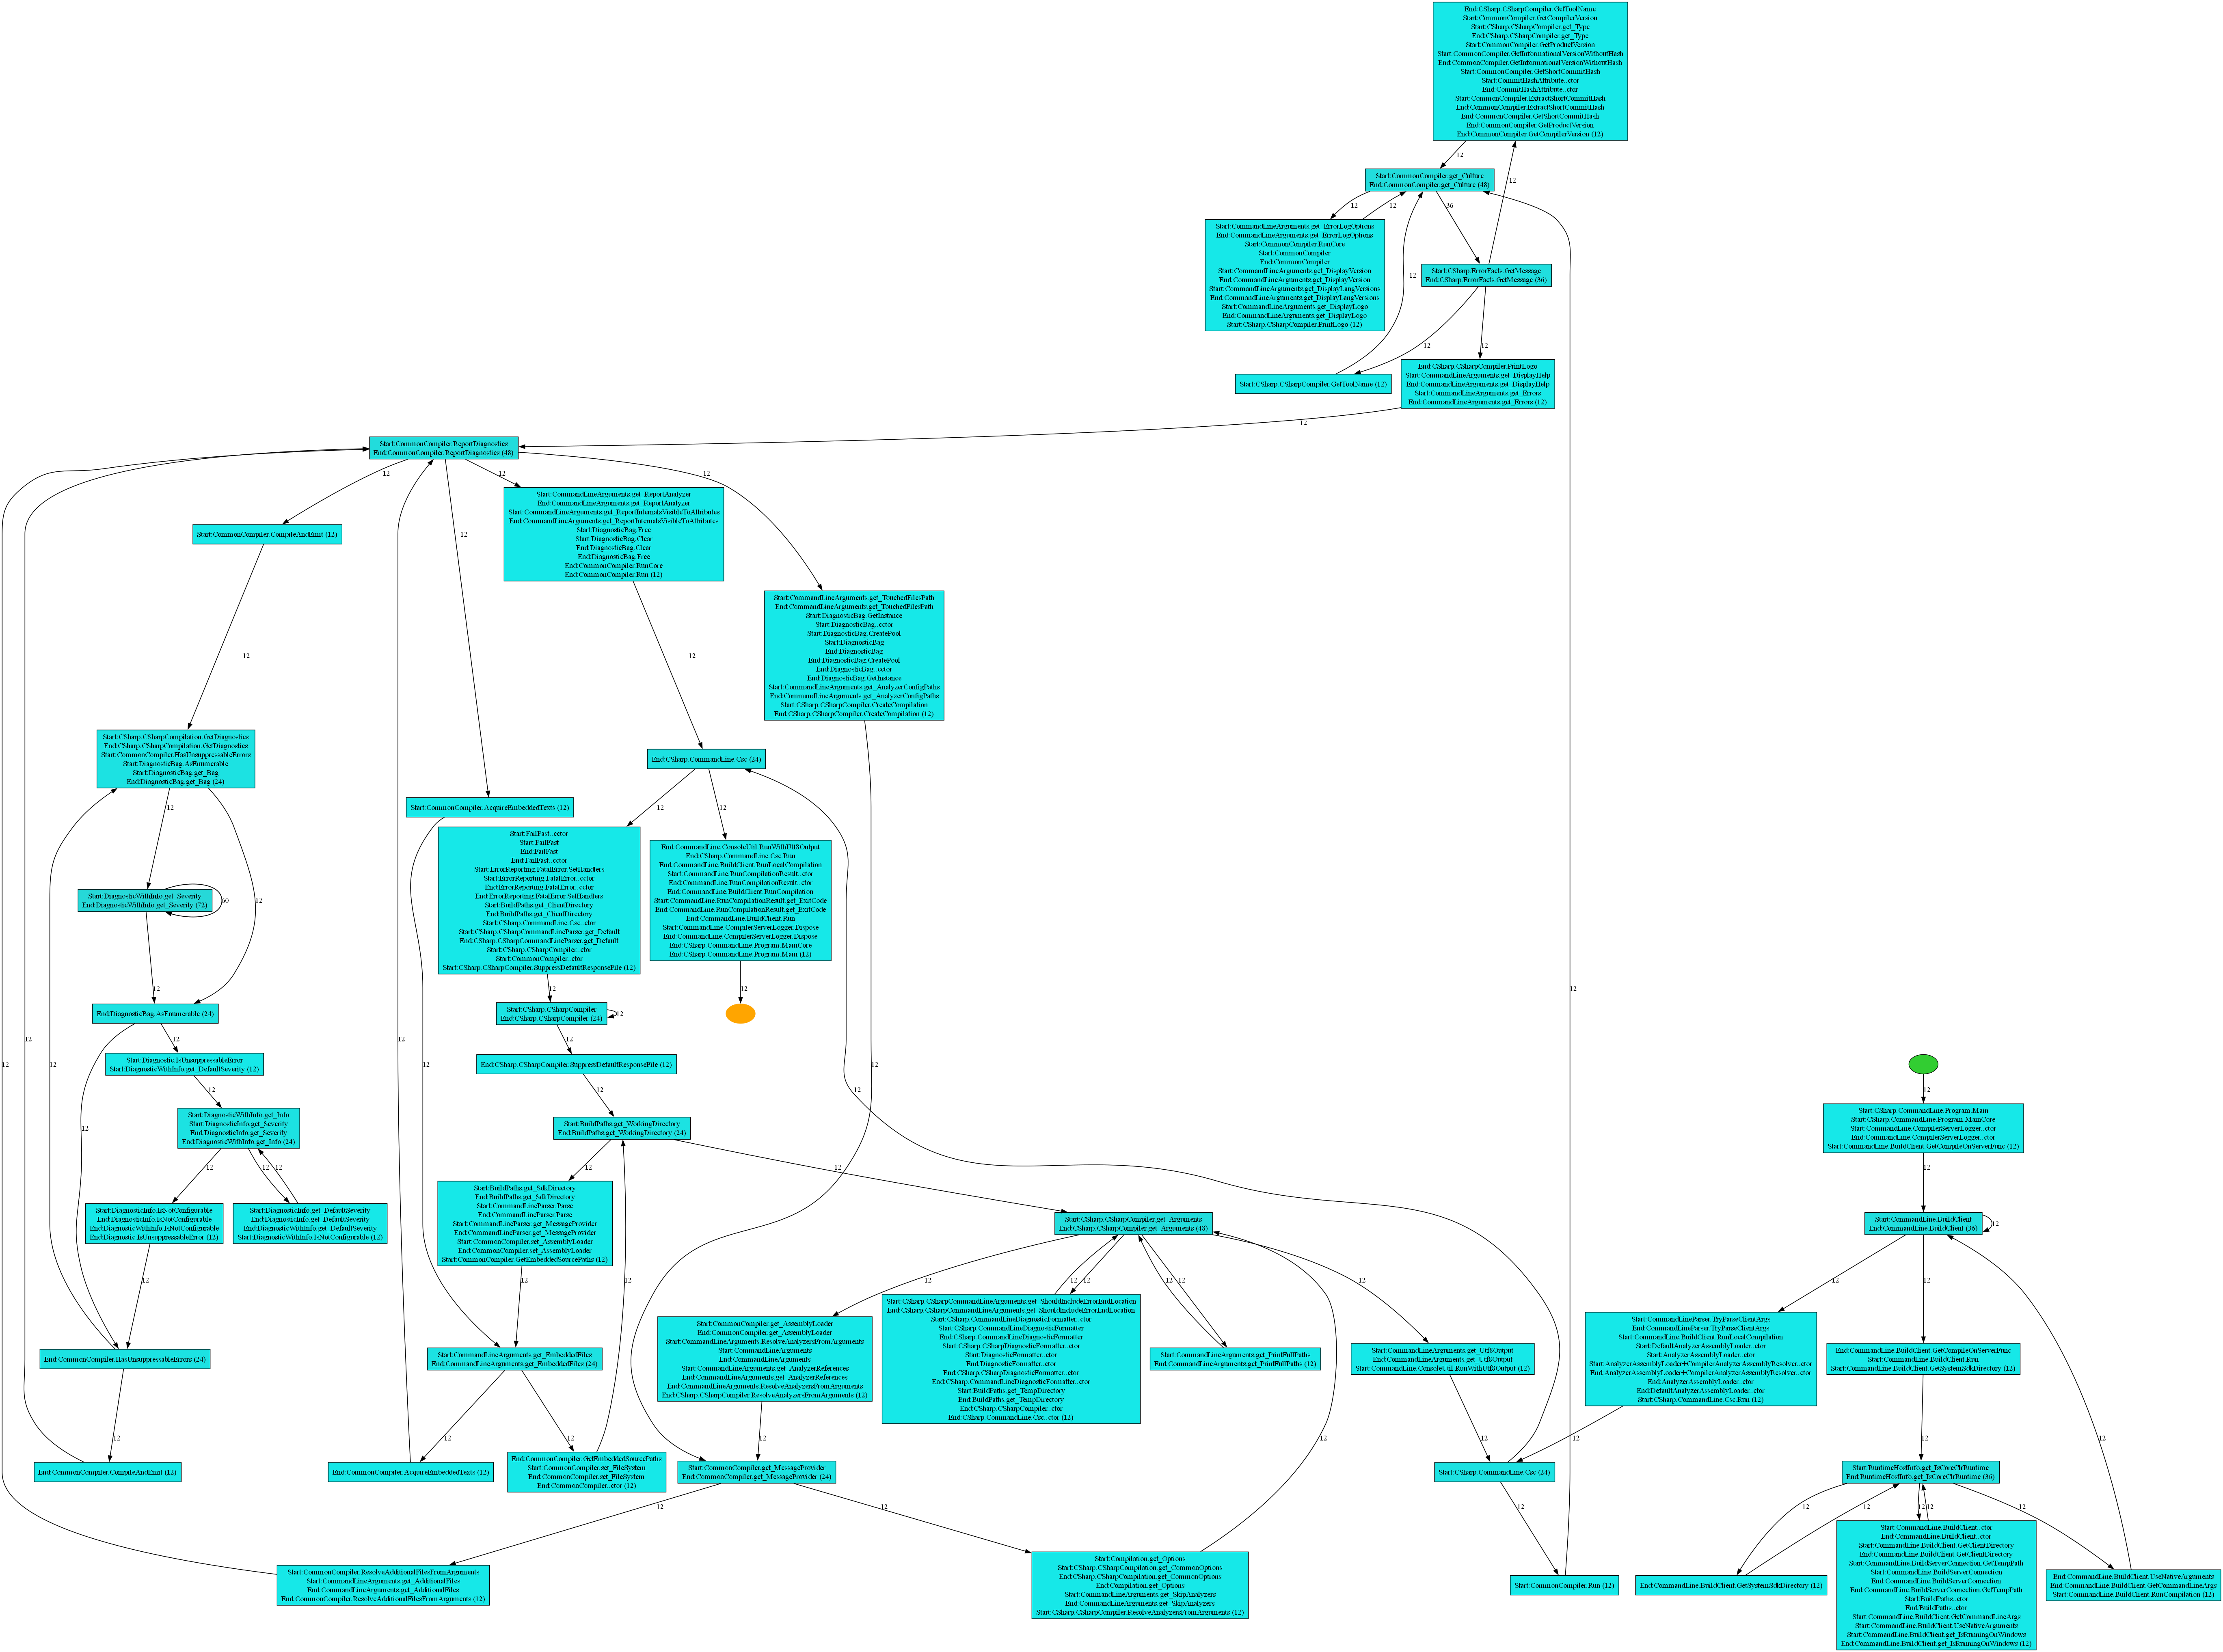 End:CSharp.CSharpCompiler.GetToolName
Start:CommonCompiler.GetCompilerVersion
Start:CSharp.CSharpCompiler.get_Type
End:CSharp.CSharpCompiler.get_Type
Start:CommonCompiler.GetProductVersion
Start:CommonCompiler.GetInformationalVersionWithoutHash
End:CommonCompiler.GetInformationalVersionWithoutHash
Start:CommonCompiler.GetShortCommitHash
Start:CommitHashAttribute..ctor
End:CommitHashAttribute..ctor
Start:CommonCompiler.ExtractShortCommitHash
End:CommonCompiler.ExtractShortCommitHash
End:CommonCompiler.GetShortCommitHash
End:CommonCompiler.GetProductVersion
End:CommonCompiler.GetCompilerVersion (12)
12
Start:CommonCompiler.get_Culture
End:CommonCompiler.get_Culture (48)
12
12
36
12
Start:CommandLineArguments.get_ErrorLogOptions
End:CommandLineArguments.get_ErrorLogOptions
Start:CommonCompiler.RunCore
Start:CommonCompiler
End:CommonCompiler
Start:CommandLineArguments.get_DisplayVersion
End:CommandLineArguments.get_DisplayVersion
Start:CommandLineArguments.get_DisplayLangVersions
End:CommandLineArguments.get_DisplayLangVersions
Start:CommandLineArguments.get_DisplayLogo
End:CommandLineArguments.get_DisplayLogo
Start:CSharp.CSharpCompiler.PrintLogo (12)
Start:CSharp.ErrorFacts.GetMessage
End:CSharp.ErrorFacts.GetMessage (36)
12
12
12
Start:CSharp.CSharpCompiler.GetToolName (12)
End:CSharp.CSharpCompiler.PrintLogo
Start:CommandLineArguments.get_DisplayHelp
End:CommandLineArguments.get_DisplayHelp
Start:CommandLineArguments.get_Errors
End:CommandLineArguments.get_Errors (12)
12
Start:CommonCompiler.ReportDiagnostics
End:CommonCompiler.ReportDiagnostics (48)
12
12
12
12
Start:CommonCompiler.CompileAndEmit (12)
Start:CommandLineArguments.get_ReportAnalyzer
End:CommandLineArguments.get_ReportAnalyzer
Start:CommandLineArguments.get_ReportInternalsVisibleToAttributes
End:CommandLineArguments.get_ReportInternalsVisibleToAttributes
Start:DiagnosticBag.Free
Start:DiagnosticBag.Clear
End:DiagnosticBag.Clear
End:DiagnosticBag.Free
End:CommonCompiler.RunCore
End:CommonCompiler.Run (12)
Start:CommandLineArguments.get_TouchedFilesPath
End:CommandLineArguments.get_TouchedFilesPath
Start:DiagnosticBag.GetInstance
Start:DiagnosticBag..cctor
Start:DiagnosticBag.CreatePool
Start:DiagnosticBag
End:DiagnosticBag
End:DiagnosticBag.CreatePool
End:DiagnosticBag..cctor
End:DiagnosticBag.GetInstance
Start:CommandLineArguments.get_AnalyzerConfigPaths
End:CommandLineArguments.get_AnalyzerConfigPaths
Start:CSharp.CSharpCompiler.CreateCompilation
End:CSharp.CSharpCompiler.CreateCompilation (12)
12
12
Start:CSharp.CSharpCompilation.GetDiagnostics
End:CSharp.CSharpCompilation.GetDiagnostics
Start:CommonCompiler.HasUnsuppressableErrors
Start:DiagnosticBag.AsEnumerable
Start:DiagnosticBag.get_Bag
End:DiagnosticBag.get_Bag (24)
End:CSharp.CommandLine.Csc (24)
12
12
12
Start:CommonCompiler.AcquireEmbeddedTexts (12)
Start:FailFast..cctor
Start:FailFast
End:FailFast
End:FailFast..cctor
Start:ErrorReporting.FatalError.SetHandlers
Start:ErrorReporting.FatalError..cctor
End:ErrorReporting.FatalError..cctor
End:ErrorReporting.FatalError.SetHandlers
Start:BuildPaths.get_ClientDirectory
End:BuildPaths.get_ClientDirectory
Start:CSharp.CommandLine.Csc..ctor
Start:CSharp.CSharpCommandLineParser.get_Default
End:CSharp.CSharpCommandLineParser.get_Default
Start:CSharp.CSharpCompiler..ctor
Start:CommonCompiler..ctor
Start:CSharp.CSharpCompiler.SuppressDefaultResponseFile (12)
End:CommandLine.ConsoleUtil.RunWithUtf8Output
End:CSharp.CommandLine.Csc.Run
End:CommandLine.BuildClient.RunLocalCompilation
Start:CommandLine.RunCompilationResult..ctor
End:CommandLine.RunCompilationResult..ctor
End:CommandLine.BuildClient.RunCompilation
Start:CommandLine.RunCompilationResult.get_ExitCode
End:CommandLine.RunCompilationResult.get_ExitCode
End:CommandLine.BuildClient.Run
Start:CommandLine.CompilerServerLogger.Dispose
End:CommandLine.CompilerServerLogger.Dispose
End:CSharp.CommandLine.Program.MainCore
End:CSharp.CommandLine.Program.Main (12)
Start:DiagnosticWithInfo.get_Severity
End:DiagnosticWithInfo.get_Severity (72)
60
12
12
12
12
12
End:DiagnosticBag.AsEnumerable (24)
Start:CSharp.CSharpCompiler
End:CSharp.CSharpCompiler (24)
12
12
12
12
12
12
12
12
12
12
Start:Diagnostic.IsUnsuppressableError
Start:DiagnosticWithInfo.get_DefaultSeverity (12)
End:CSharp.CSharpCompiler.SuppressDefaultResponseFile (12)
12
12
12
Start:CSharp.CommandLine.Program.Main
Start:CSharp.CommandLine.Program.MainCore
Start:CommandLine.CompilerServerLogger..ctor
End:CommandLine.CompilerServerLogger..ctor
Start:CommandLine.BuildClient.GetCompileOnServerFunc (12)
Start:DiagnosticWithInfo.get_Info
Start:DiagnosticInfo.get_Severity
End:DiagnosticInfo.get_Severity
End:DiagnosticWithInfo.get_Info (24)
Start:BuildPaths.get_WorkingDirectory
End:BuildPaths.get_WorkingDirectory (24)
12
12
12
12
12
12
12
Start:BuildPaths.get_SdkDirectory
End:BuildPaths.get_SdkDirectory
Start:CommandLineParser.Parse
End:CommandLineParser.Parse
Start:CommandLineParser.get_MessageProvider
End:CommandLineParser.get_MessageProvider
Start:CommonCompiler.set_AssemblyLoader
End:CommonCompiler.set_AssemblyLoader
Start:CommonCompiler.GetEmbeddedSourcePaths (12)
Start:DiagnosticInfo.IsNotConfigurable
End:DiagnosticInfo.IsNotConfigurable
End:DiagnosticWithInfo.IsNotConfigurable
End:Diagnostic.IsUnsuppressableError (12)
Start:DiagnosticInfo.get_DefaultSeverity
End:DiagnosticInfo.get_DefaultSeverity
End:DiagnosticWithInfo.get_DefaultSeverity
Start:DiagnosticWithInfo.IsNotConfigurable (12)
Start:CSharp.CSharpCompiler.get_Arguments
End:CSharp.CSharpCompiler.get_Arguments (48)
Start:CommandLine.BuildClient
End:CommandLine.BuildClient (36)
12
12
12
12
12
12
12
12
12
12
12
12
12
Start:CSharp.CSharpCommandLineArguments.get_ShouldIncludeErrorEndLocation
End:CSharp.CSharpCommandLineArguments.get_ShouldIncludeErrorEndLocation
Start:CSharp.CommandLineDiagnosticFormatter..ctor
Start:CSharp.CommandLineDiagnosticFormatter
End:CSharp.CommandLineDiagnosticFormatter
Start:CSharp.CSharpDiagnosticFormatter..ctor
Start:DiagnosticFormatter..ctor
End:DiagnosticFormatter..ctor
End:CSharp.CSharpDiagnosticFormatter..ctor
End:CSharp.CommandLineDiagnosticFormatter..ctor
Start:BuildPaths.get_TempDirectory
End:BuildPaths.get_TempDirectory
End:CSharp.CSharpCompiler..ctor
End:CSharp.CommandLine.Csc..ctor (12)
Start:CommandLineParser.TryParseClientArgs
End:CommandLineParser.TryParseClientArgs
Start:CommandLine.BuildClient.RunLocalCompilation
Start:DefaultAnalyzerAssemblyLoader..ctor
Start:AnalyzerAssemblyLoader..ctor
Start:AnalyzerAssemblyLoader+CompilerAnalyzerAssemblyResolver..ctor
End:AnalyzerAssemblyLoader+CompilerAnalyzerAssemblyResolver..ctor
End:AnalyzerAssemblyLoader..ctor
End:DefaultAnalyzerAssemblyLoader..ctor
Start:CSharp.CommandLine.Csc.Run (12)
Start:CommonCompiler.get_AssemblyLoader
End:CommonCompiler.get_AssemblyLoader
Start:CommandLineArguments.ResolveAnalyzersFromArguments
Start:CommandLineArguments
End:CommandLineArguments
Start:CommandLineArguments.get_AnalyzerReferences
End:CommandLineArguments.get_AnalyzerReferences
End:CommandLineArguments.ResolveAnalyzersFromArguments
End:CSharp.CSharpCompiler.ResolveAnalyzersFromArguments (12)
End:CommonCompiler.HasUnsuppressableErrors (24)
Start:CommandLineArguments.get_EmbeddedFiles
End:CommandLineArguments.get_EmbeddedFiles (24)
Start:CommandLineArguments.get_PrintFullPaths
End:CommandLineArguments.get_PrintFullPaths (12)
Start:CommandLineArguments.get_Utf8Output
End:CommandLineArguments.get_Utf8Output
Start:CommandLine.ConsoleUtil.RunWithUtf8Output (12)
End:CommandLine.BuildClient.GetCompileOnServerFunc
Start:CommandLine.BuildClient.Run
Start:CommandLine.BuildClient.GetSystemSdkDirectory (12)
12
12
12
12
12
12
12
12
12
End:CommonCompiler.CompileAndEmit (12)
End:CommonCompiler.AcquireEmbeddedTexts (12)
End:CommonCompiler.GetEmbeddedSourcePaths
Start:CommonCompiler.set_FileSystem
End:CommonCompiler.set_FileSystem
End:CommonCompiler..ctor (12)
Start:CommonCompiler.get_MessageProvider
End:CommonCompiler.get_MessageProvider (24)
Start:CSharp.CommandLine.Csc (24)
Start:RuntimeHostInfo.get_IsCoreClrRuntime
End:RuntimeHostInfo.get_IsCoreClrRuntime (36)
12
12
12
12
12
12
12
12
Start:CommonCompiler.ResolveAdditionalFilesFromArguments
Start:CommandLineArguments.get_AdditionalFiles
End:CommandLineArguments.get_AdditionalFiles
End:CommonCompiler.ResolveAdditionalFilesFromArguments (12)
Start:Compilation.get_Options
Start:CSharp.CSharpCompilation.get_CommonOptions
End:CSharp.CSharpCompilation.get_CommonOptions
End:Compilation.get_Options
Start:CommandLineArguments.get_SkipAnalyzers
End:CommandLineArguments.get_SkipAnalyzers
Start:CSharp.CSharpCompiler.ResolveAnalyzersFromArguments (12)
Start:CommonCompiler.Run (12)
End:CommandLine.BuildClient.GetSystemSdkDirectory (12)
Start:CommandLine.BuildClient..ctor
End:CommandLine.BuildClient..ctor
Start:CommandLine.BuildClient.GetClientDirectory
End:CommandLine.BuildClient.GetClientDirectory
Start:CommandLine.BuildServerConnection.GetTempPath
Start:CommandLine.BuildServerConnection
End:CommandLine.BuildServerConnection
End:CommandLine.BuildServerConnection.GetTempPath
Start:BuildPaths..ctor
End:BuildPaths..ctor
Start:CommandLine.BuildClient.GetCommandLineArgs
Start:CommandLine.BuildClient.UseNativeArguments
Start:CommandLine.BuildClient.get_IsRunningOnWindows
End:CommandLine.BuildClient.get_IsRunningOnWindows (12)
End:CommandLine.BuildClient.UseNativeArguments
End:CommandLine.BuildClient.GetCommandLineArgs
Start:CommandLine.BuildClient.RunCompilation (12)